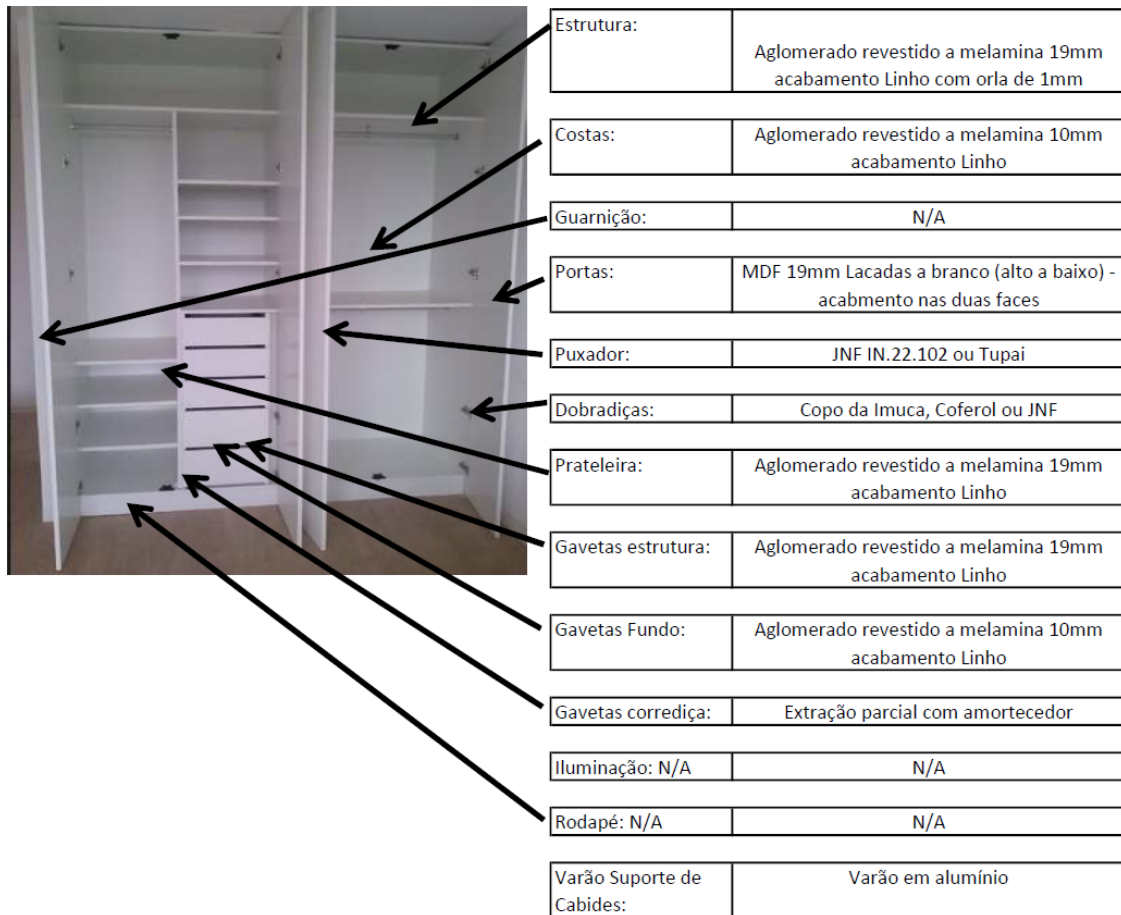 Estrutura:
Aglomerado revestido a melamina 19mm
acabamento Linho com orla de 1mm
Costas:
Aglomerado revestido a melamina 10mm
acabamento Linho
Guarnição:
N/A
Portas:
MDF 19mm Lacadas a branco (alto a baixo) -
acabmento nas duas faces
Puxador:
JNF IN.22.102 ou Tupai
Dobradiças:
Copo da Imuca, Coferol ou JNF
Prateleira:
Aglomerado revestido a melamina 19mm
acabamento Linho
Gavetas estrutura:
Aglomerado revestido a melamina 19mm
acabamento Linho
Gavetas Fundo:
Aglomerado revestido a melamina 10mm
acabamento Linho
Gavetas corrediça:
Extração parcial com amortecedor
Iluminação: N/A
N/A
Rodapé: N/A
N/A
Varão Suporte de
Cabides:
Varão em alumínio